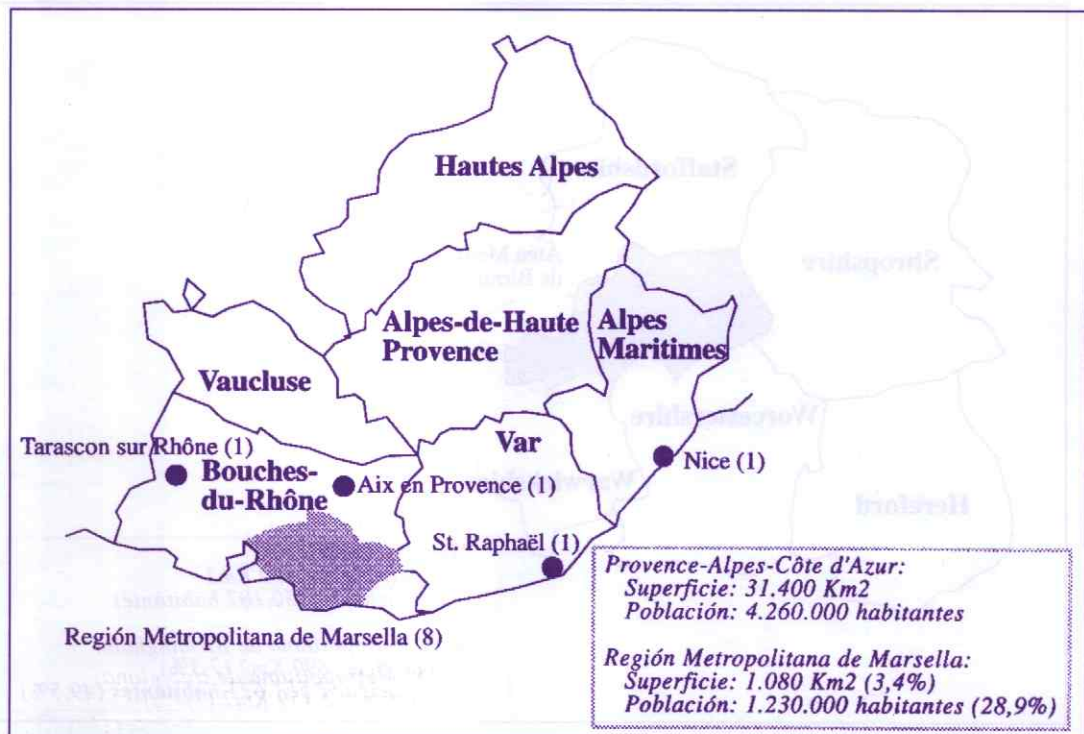 Hautes Alpes
Alpes-de-Haute
Provence
Alpes
Maritimes
Vaucluse
Var
Tarascon sur Rhône (1)
Bouches-
du-Rhône
Aix en Provence (1)
Nice (1)
St. Raphaël (1)
Región Metropolitana de Marsella (8)
Provence-Alpes-Côte d'Azur:
Superficie: 31.400 Km2
Población: 4.260.000 habitantes
Región Metropolitana de Marsella:
Superficie: 1.080 Km2 (3,4%)
Población: 1.230.000 habitantes (28,9%)
Staffordshire
Shropshire
Worcestershire
Warwickshire
Hereford